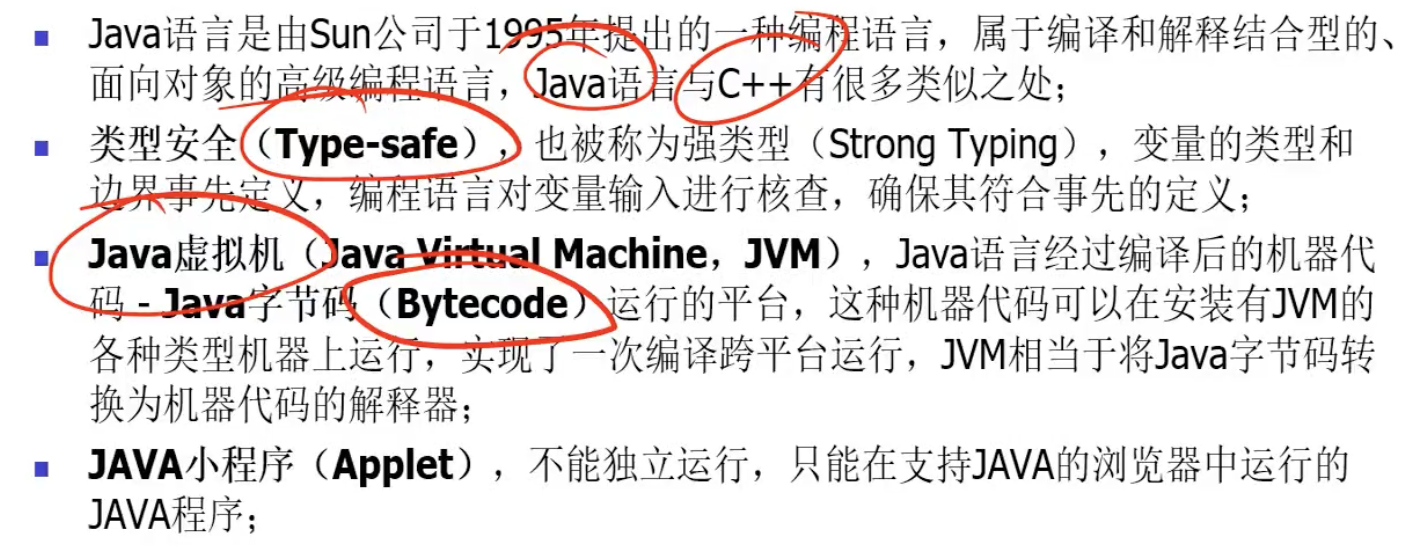 Java语言是由Sun公司于1995年提出的一种编程语言，属于编译和解释结合型的、
面向对象的高级编程语言，Java语言与C++有很多类似之处；
类型安全（Type-safe），也被称为强类型（Strong Typing），变量的类型和
边界事先定义，编程语言对变量输入进行核查，确保其符合事先的定义；
Java虚拟机（Java Virtual Machine，JVM），Java语言经过编译后的机器代
码 - Java字节码（Bytecode）运行的平台，这种机器代码可以在安装有JVM的
各种类型机器上运行，实现了一次编译跨平台运行，JVM相当于将Java字节码转
换为机器代码的解释器；
JAVA小程序（Applet），不能独立运行，只能在支持JAVA的浏览器中运行的
JAVA程序；